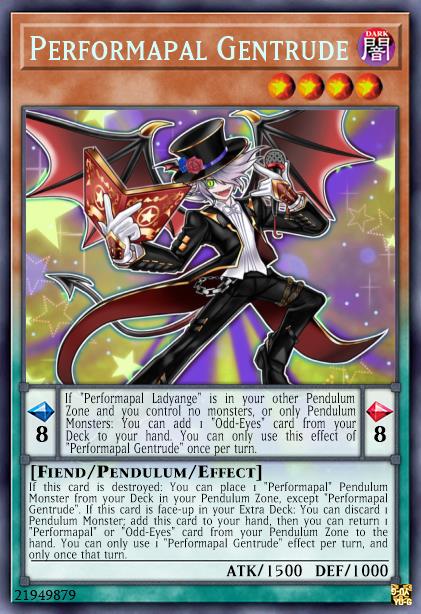 PERFORMAPAL GENTRUDE
DARK
闇
If "Performapal Ladyange" is in your other Pendulum
Zone and you control no monsters, or only Pendulum
Monsters: You can add 1 "Odd-Eyes" card from your
Deck to your hand. You can only use this effect of
"Performapal Gentrude" once per turn.
8
8
[FIEND/PENDULUM/EFFECT]
If this card is destroyed: You can place 1 "Performapal" Pendulum
Monster from your Deck in your Pendulum Zone, except "Performapal
Gentrude". If this card is face-up in your Extra Deck: You can discard 1
Pendulum Monster; add this card to your hand, then you can return 1
"Performapal" or "Odd-Eyes" card from your Pendulum Zone to the
hand. You can only use 1 "Performapal Gentrude" effect per turn, and
only once that turn.
ATK/1500 DEF/1000
21949879